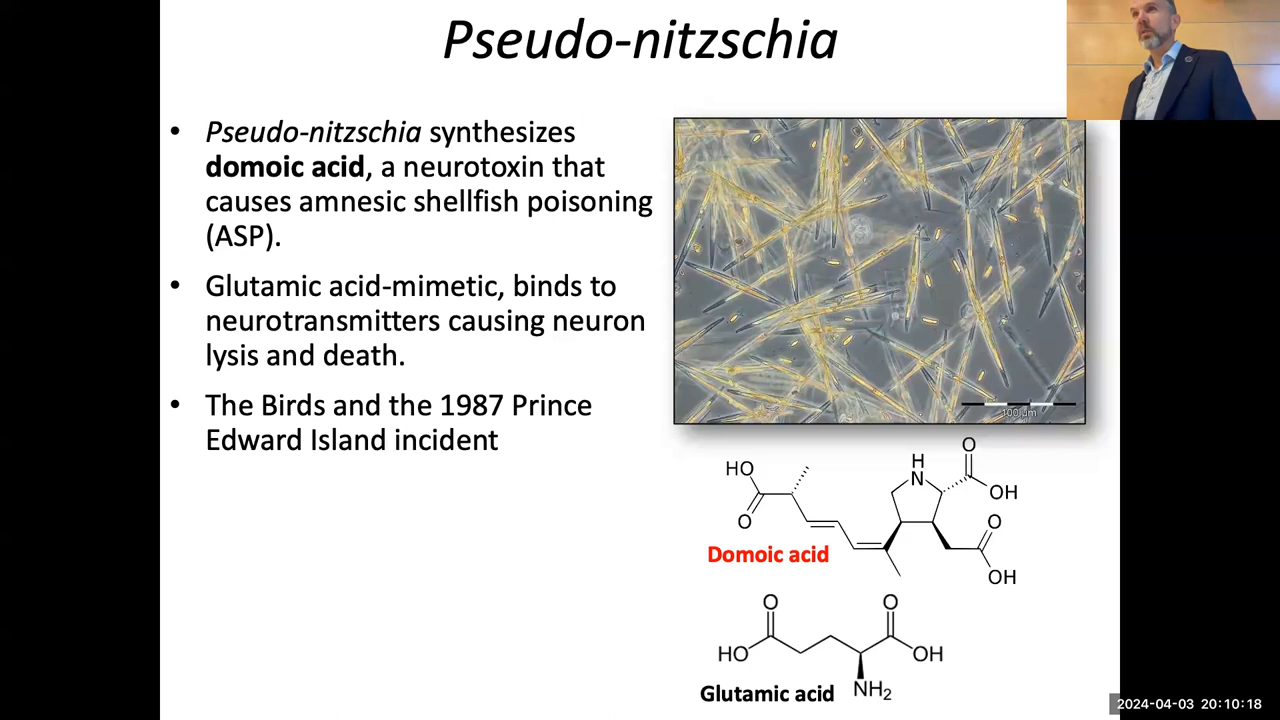 Pseudo-nitzschia
• Pseudo-nitzschia synthesizes
domoic acid, a neurotoxin that
causes amnesic shellfish poisoning
(ASP).
• Glutamic acid-mimetic, binds to
neurotransmitters causing neuron
lysis and death.
• The Birds and the 1987 Prince
Edward Island incident
100 µm
HO
O
H
N
O
OH
O
OH
Domoic acid
O
O
HO
OH
NH₂
Glutamic acid
2024-04-03 20:10:18